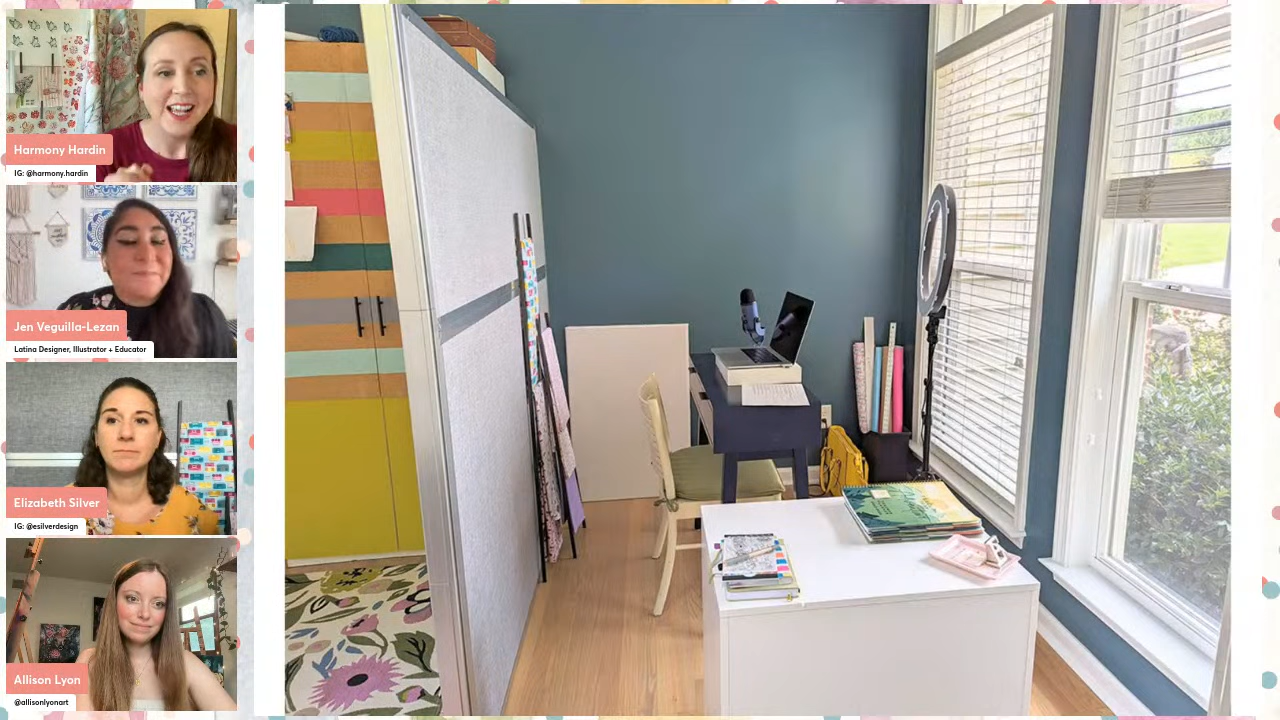 Harmony Hardin
IG: @harmony.hardin
Jen Veguilla-Lezan
Latina Designer, Illustrator + Educator
Elizabeth Silver
IG: @esilverdesign
Allison Lyon
@allisonlyonart